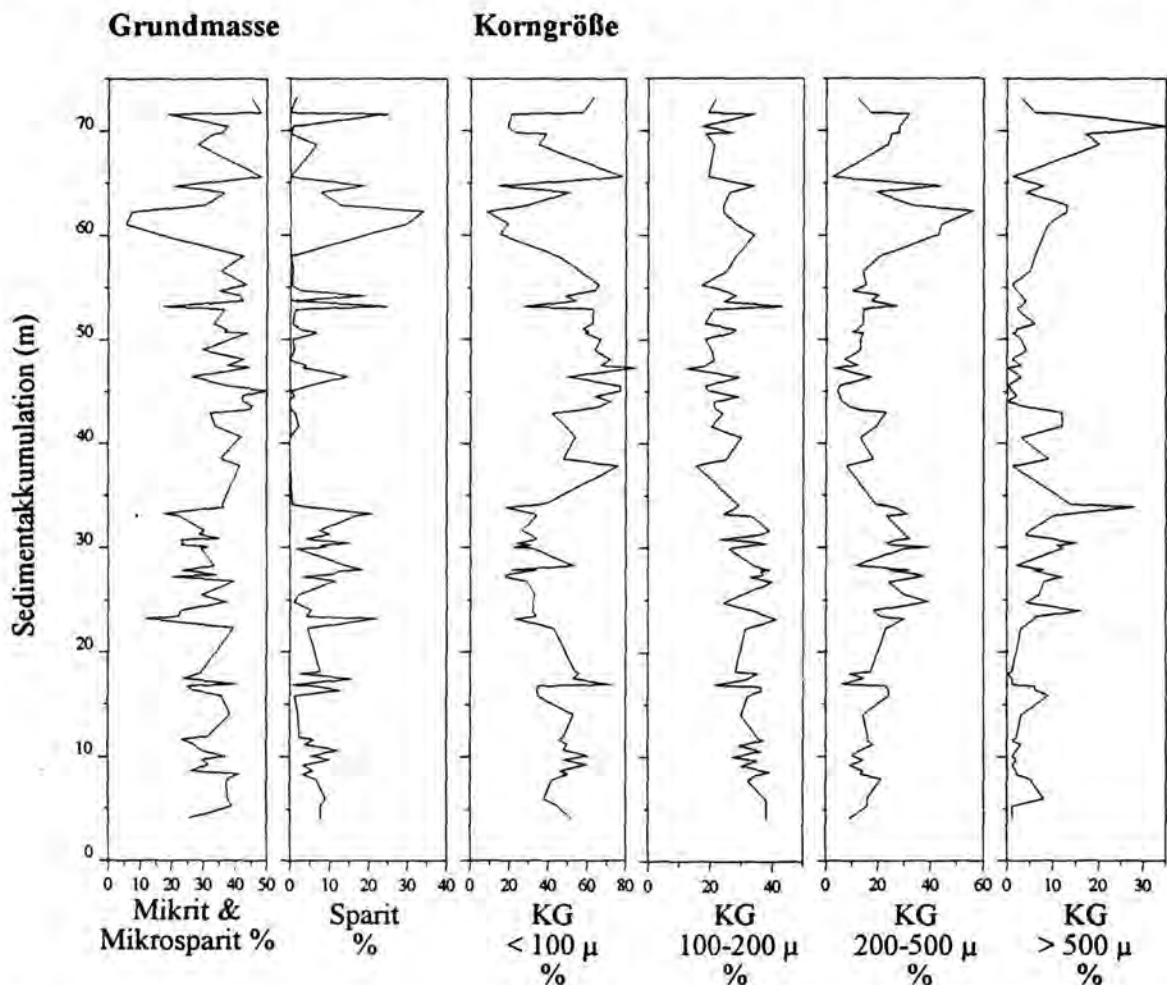 Grundmasse
Korngröße
Sedimentakkumulation (m)
70
60
50
40
30
20
10
0
0 10 20 30 40 50
0 10 20 30 40
0 20 40 60 80
0 20 40
0 20 40 60
0 10 20 30
Mikrit &
Mikrosparit %
Sparit
%
KG
< 100 µ
%
KG
100-200 µ
%
KG
200-500 µ
%
KG
> 500 µ
%